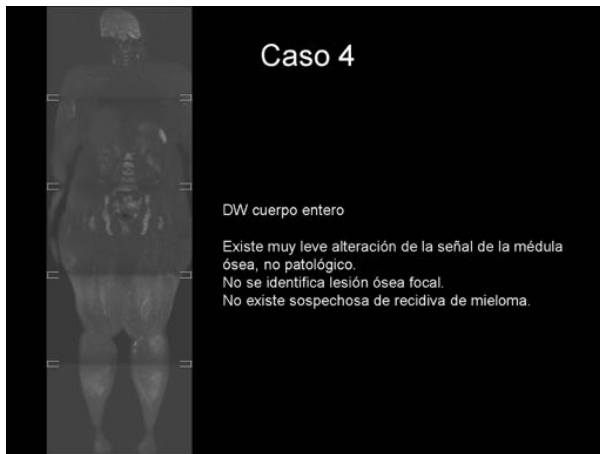 Caso 4
DW cuerpo entero
Existe muy leve alteración de la señal de la médula
ósea, no patológico.
No se identifica lesión ósea focal.
No existe sospechosa de recidiva de mieloma.